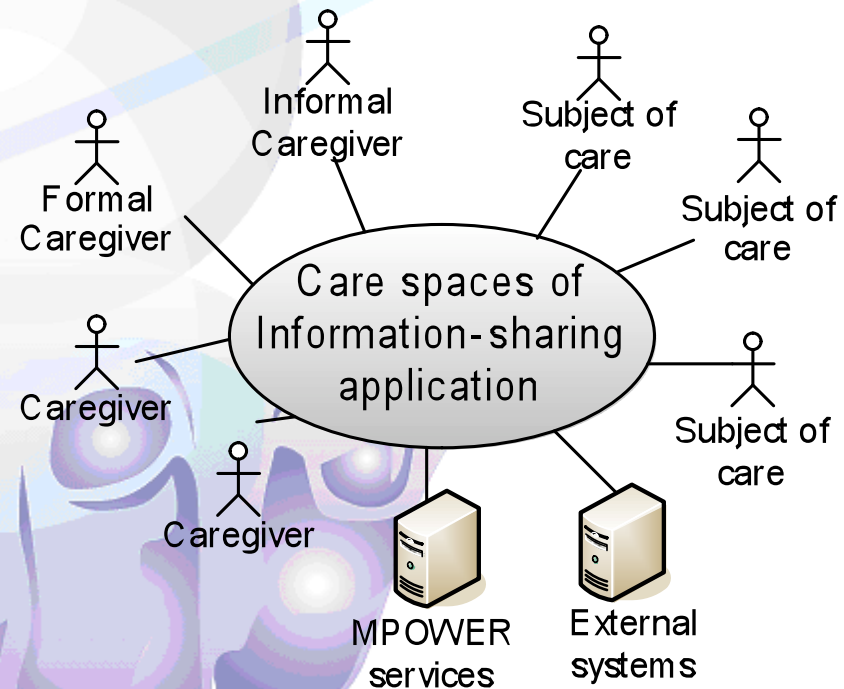 Informal
Caregiver
Subject of
care
Formal
Caregiver
Subject of
care
Care spaces of
Information-sharing
application
Caregiver
Subject of
care
Caregiver
MPOWER
services
External
systems